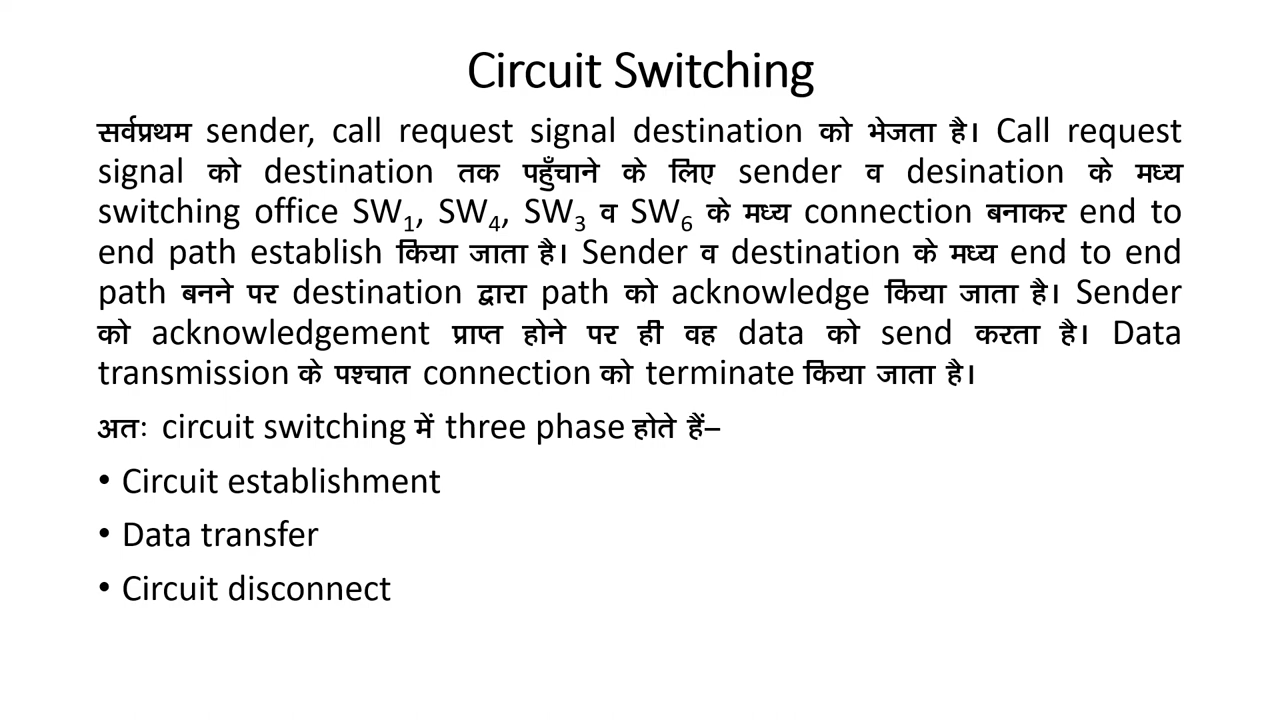 Circuit Switching
सर्वप्रथम sender, call request signal destination को भेजता है। Call request
signal को destination तक पहुँचाने के लिए sender व desination के मध्य
switching office SW₁, SW₄, SW₃ व SW₆ के मध्य connection बनाकर end to
end path establish किया जाता है। Sender व destination के मध्य end to end
path बनने पर destination द्वारा path को acknowledge किया जाता है। Sender
को acknowledgement प्राप्त होने पर ही वह data को send करता है। Data
transmission के पश्चात connection को terminate किया जाता है।
अतः circuit switching में three phase होते हैं–
• Circuit establishment
• Data transfer
• Circuit disconnect